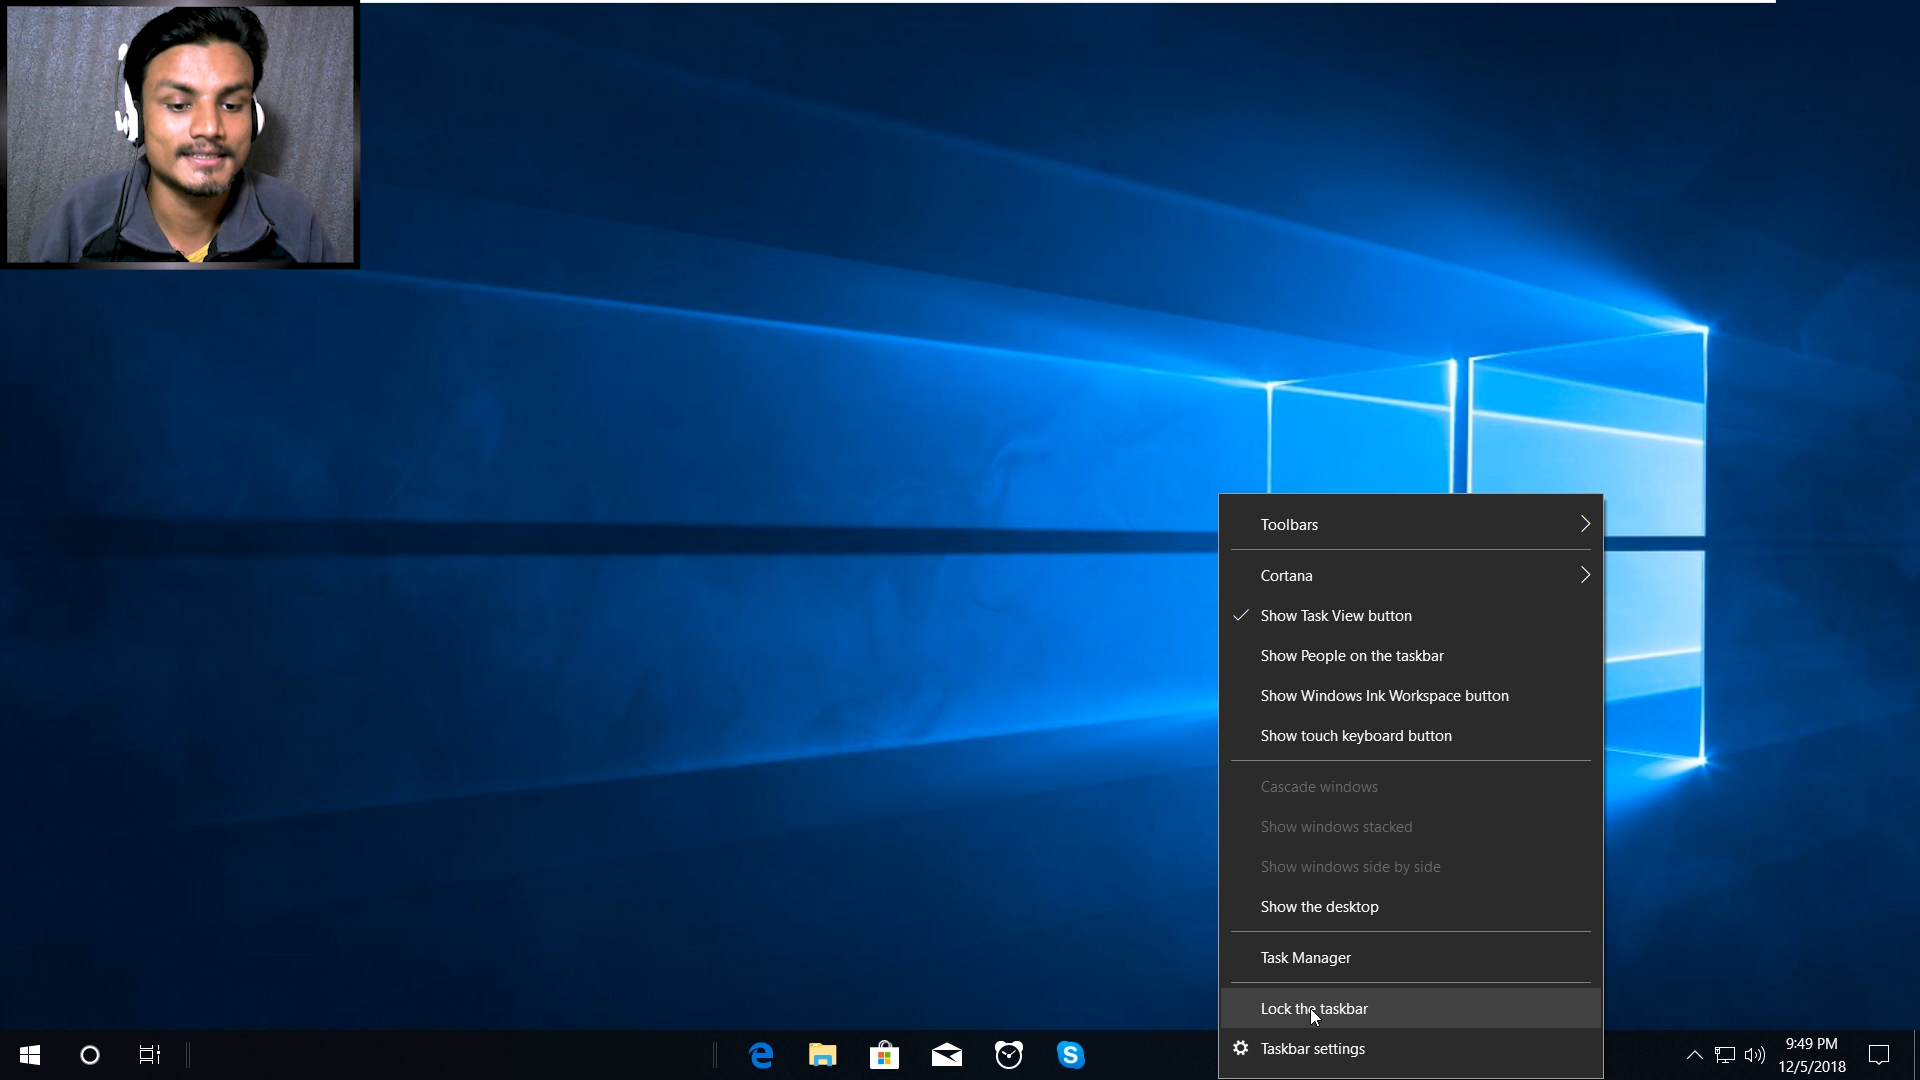 Toolbars
Cortana
Show Task View button
Show People on the taskbar
Show Windows Ink Workspace button
Show touch keyboard button
Cascade windows
Show windows stacked
Show windows side by side
Show the desktop
Task Manager
Lock the taskbar
Taskbar settings
9:49 PM
12/5/2018